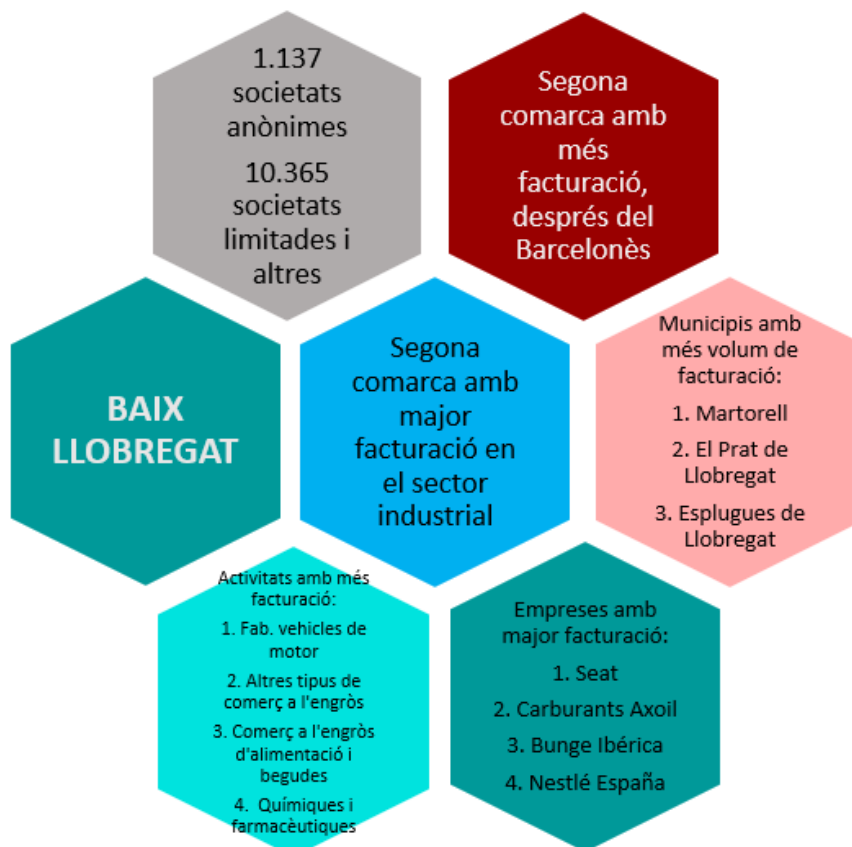 1.137
societats
anònimes
10.365
societats
limitades i
altres
Segona
comarca amb
més
facturació,
després del
Barcelonès
BAIX
LLOBREGAT
Segona
comarca amb
major
facturació en
el sector
industrial
Municipis amb
més volum de
facturació:
1. Martorell
2. El Prat de
Llobregat
3. Esplugues de
Llobregat
Activitats amb més
facturació:
1. Fab. vehicles de
motor
2. Altres tipus de
comerç a l'engròs
3. Comerç a l'engròs
d'alimentació i
begudes
4. Químiques i
farmacèutiques
Empreses amb
major facturació:
1. Seat
2. Carburants Axoil
3. Bunge Ibérica
4. Nestlé España